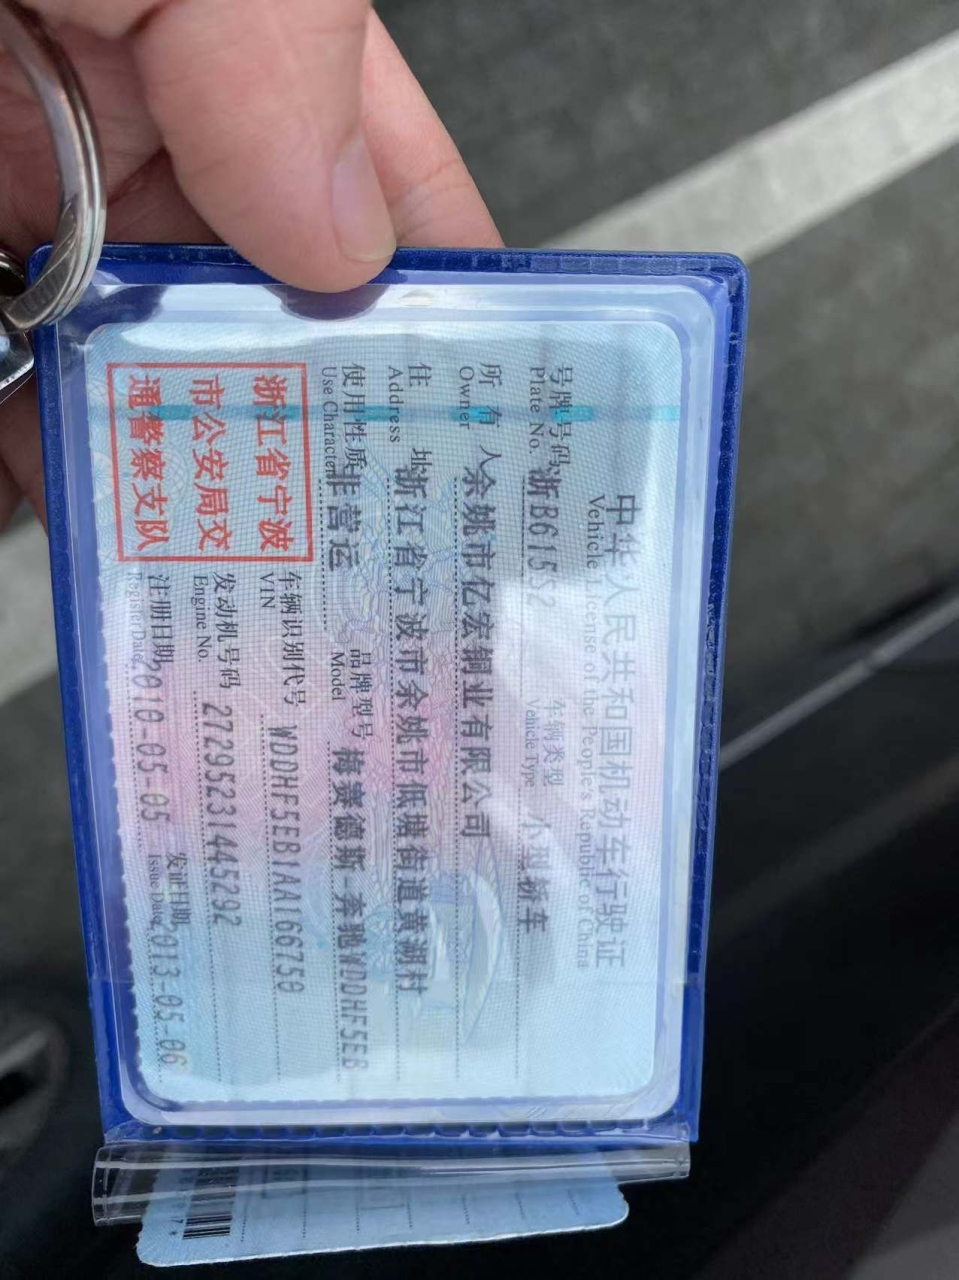 中华人民共和国机动车行驶证
Vehicle License of the People's Republic of China
号牌号码 浙B615S2 车辆类型 小型轿车
Plate No. Vehicle Type
所有人 余姚市亿宏铜业有限公司
Owner
住址 浙江省宁波市余姚市低塘街道黄湖村
Address
使用性质 非营运 品牌型号 梅赛德斯-奔驰WDDHF5EB
Use Character Model
浙江省宁波
市公安局交
通警察支队
车辆识别代号 WDDHF5EB1AA166750
VIN
发动机号码 27295231445292
Engine No.
注册日期 2010-05-05 发证日期 2013-05-06
Register Date Issue Date